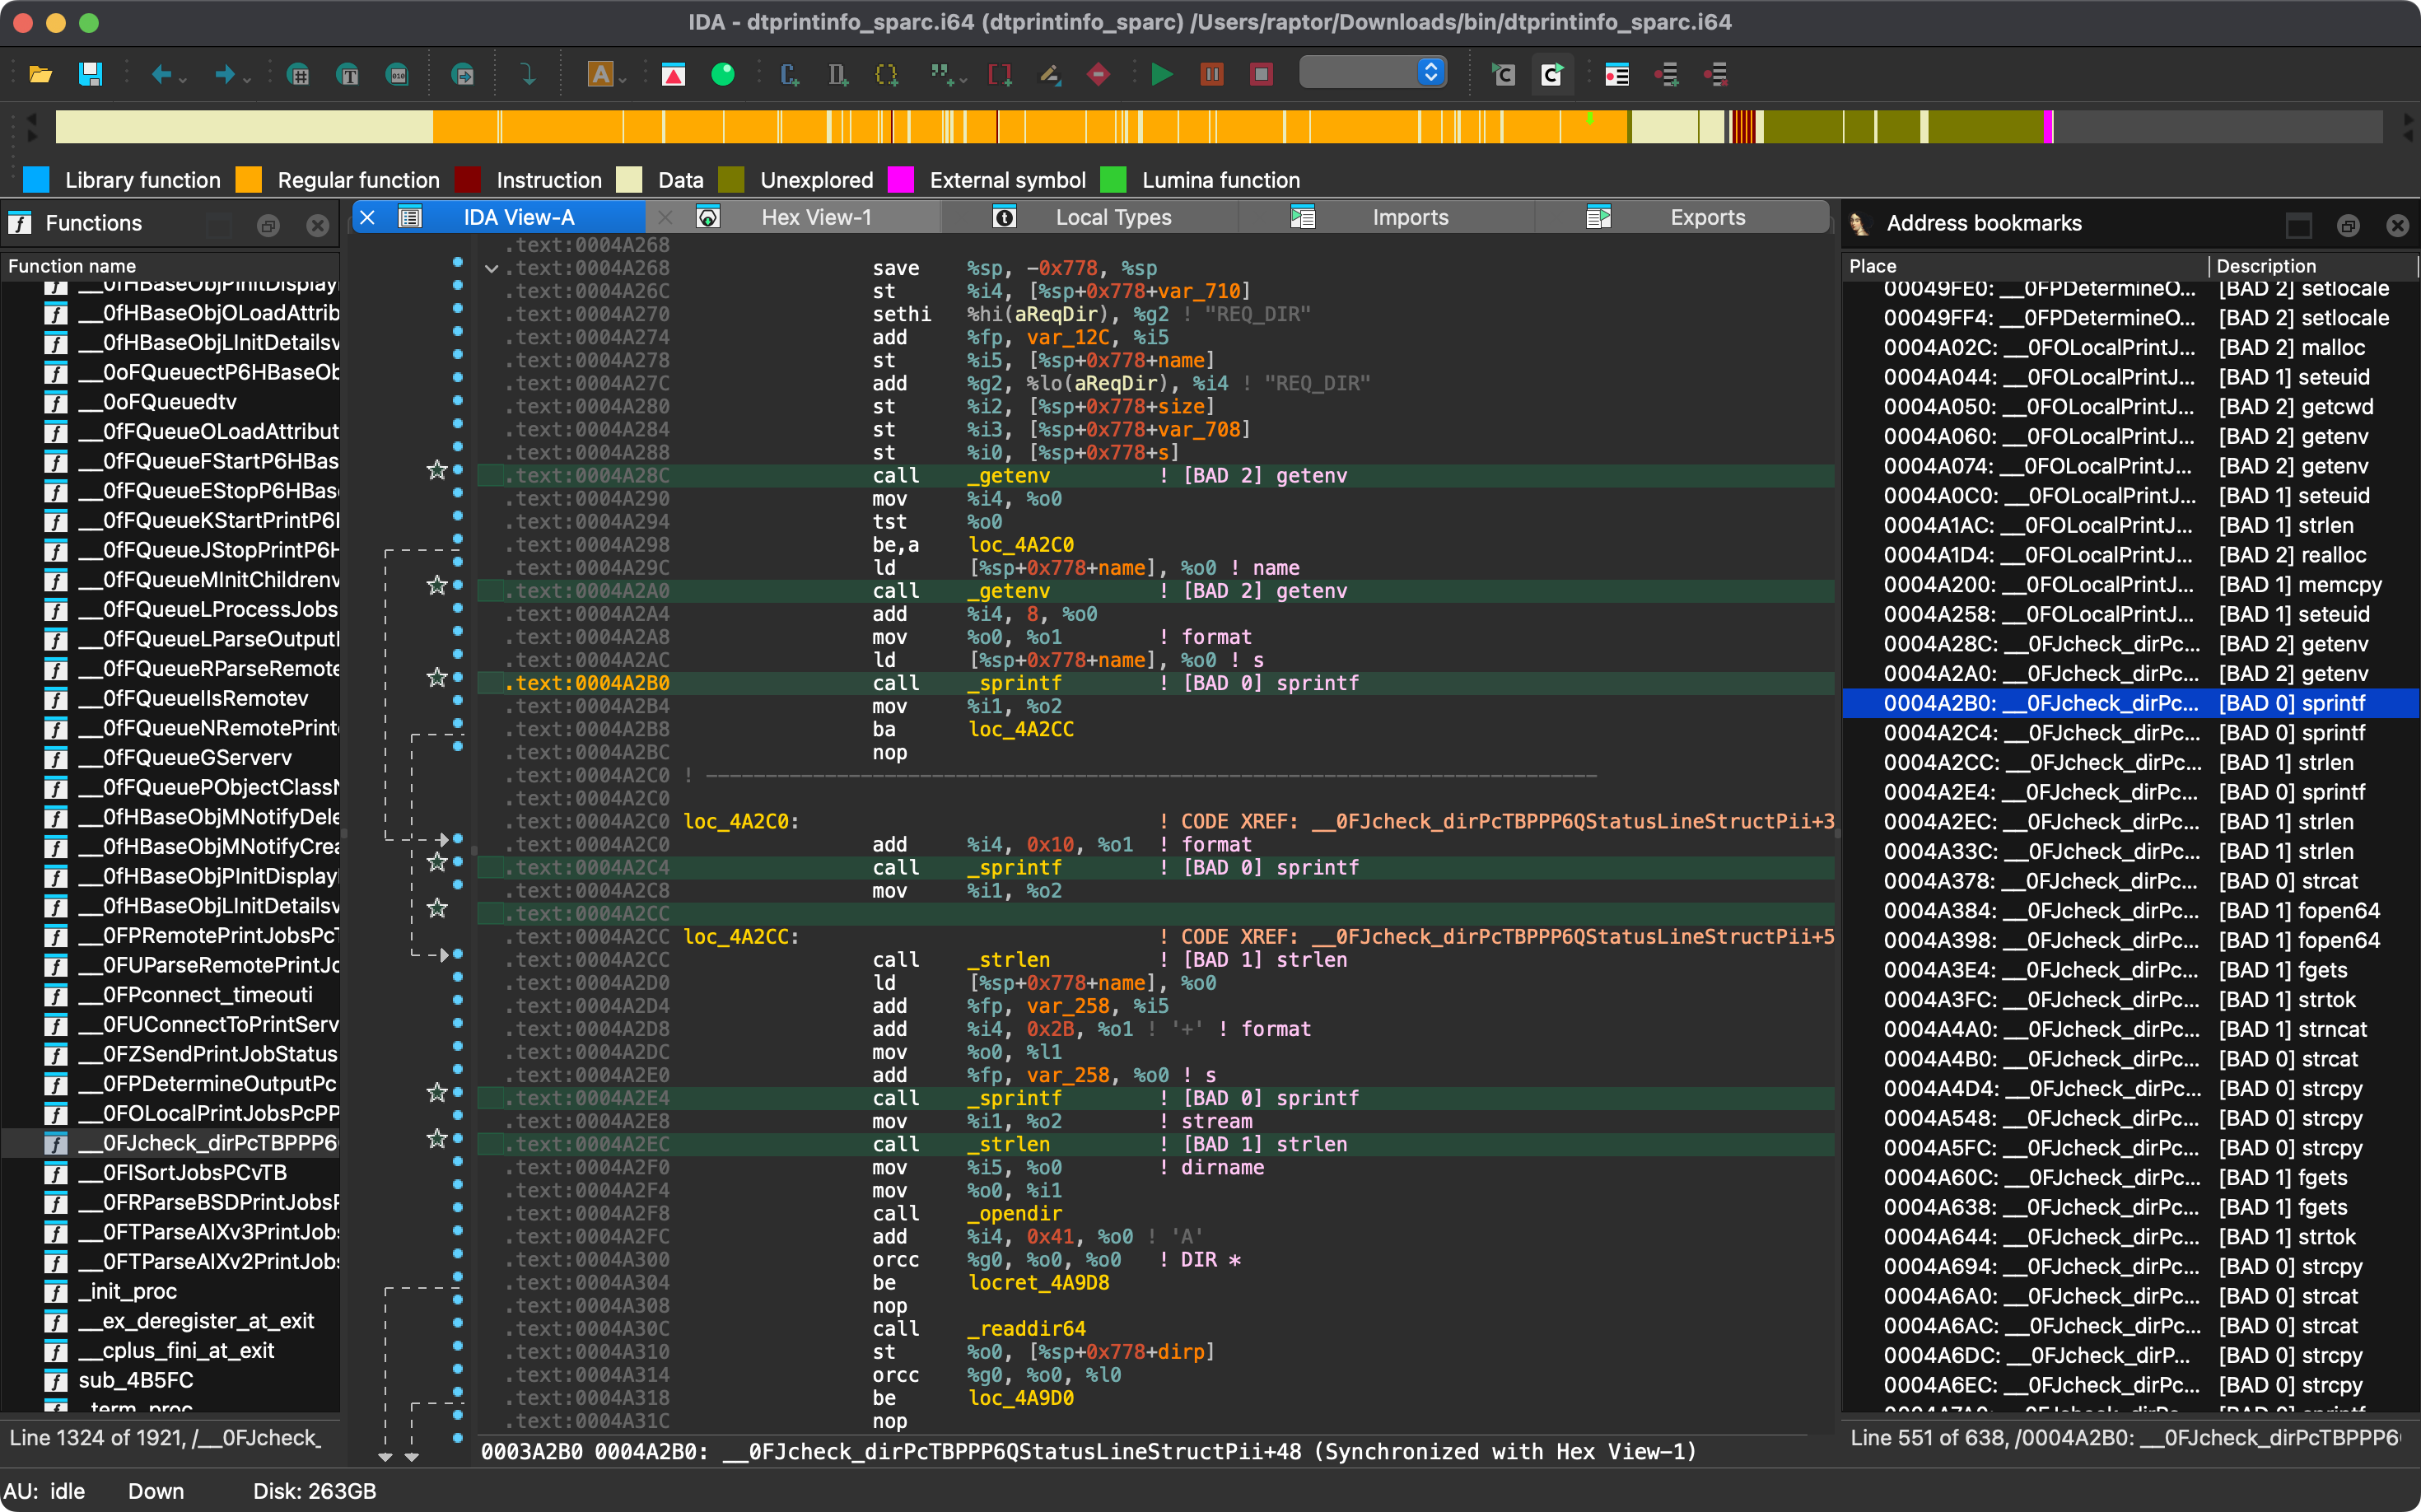 IDA - dtprintinfo_sparc.i64 (dtprintinfo_sparc) /Users/raptor/Downloads/bin/dtprintinfo_sparc.i64
Library function Regular function Instruction Data Unexplored External symbol Lumina function
Functions
Function name
__0fHBaseObjPInitDisplay
__0fHBaseObjOLoadAttrib
__0fHBaseObjLInitDetailsv
__0oFQueuectP6HBaseOb
__0oFQueuedtv
__0fFQueueOLoadAttribut
__0fFQueueFStartP6HBas
__0fFQueueEStopP6HBas
__0fFQueueKStartPrintP6
__0fFQueueJStopPrintP6H
__0fFQueueMInitChildrenv
__0fFQueueLProcessJobs
__0fFQueueLParseOutput
__0fFQueueRParseRemote
__0fFQueueIIsRemotev
__0fFQueueNRemotePrint
__0fFQueueGServerv
__0fFQueuePObjectClass
__0fHBaseObjMNotifyDele
__0fHBaseObjMNotifyCrea
__0fHBaseObjPInitDisplay
__0fHBaseObjLInitDetailsv
__0FPRemotePrintJobsPc
__0FUParseRemotePrintJo
__0FPconnect_timeouti
__0FUConnectToPrintServ
__0FZSendPrintJobStatus
__0FPDetermineOutputPc
__0FOLocalPrintJobsPcPP
__0FJcheck_dirPcTBPPP6
__0FISortJobsPCvTB
__0FRParseBSDPrintJobsP
__0FTParseAIXv3PrintJob
__0FTParseAIXv2PrintJob
_init_proc
__ex_deregister_at_exit
__cplus_fini_at_exit
sub_4B5FC
_term_proc
Line 1324 of 1921, /__0FJcheck_
IDA View-A Hex View-1 Local Types Imports Exports
.text:0004A268
.text:0004A268 save %sp, -0x778, %sp
.text:0004A26C st %i4, [%sp+0x778+var_710]
.text:0004A270 sethi %hi(aReqDir), %g2 ! "REQ_DIR"
.text:0004A274 add %fp, var_12C, %i5
.text:0004A278 st %i5, [%sp+0x778+name]
.text:0004A27C add %g2, %lo(aReqDir), %i4 ! "REQ_DIR"
.text:0004A280 st %i2, [%sp+0x778+size]
.text:0004A284 st %i3, [%sp+0x778+var_708]
.text:0004A288 st %i0, [%sp+0x778+s]
.text:0004A28C call _getenv ! [BAD 2] getenv
.text:0004A290 mov %i4, %o0
.text:0004A294 tst %o0
.text:0004A298 be,a loc_4A2C0
.text:0004A29C ld [%sp+0x778+name], %o0 ! name
.text:0004A2A0 call _getenv ! [BAD 2] getenv
.text:0004A2A4 add %i4, 8, %o0
.text:0004A2A8 mov %o0, %o1 ! format
.text:0004A2AC ld [%sp+0x778+name], %o0 ! s
.text:0004A2B0 call _sprintf ! [BAD 0] sprintf
.text:0004A2B4 mov %i1, %o2
.text:0004A2B8 ba loc_4A2CC
.text:0004A2BC nop
.text:0004A2C0 ! ---------------------------------------------------------------------------
.text:0004A2C0
.text:0004A2C0 loc_4A2C0: ! CODE XREF: __0FJcheck_dirPcTBPPP6QStatusLineStructPii+3
.text:0004A2C0 add %i4, 0x10, %o1 ! format
.text:0004A2C4 call _sprintf ! [BAD 0] sprintf
.text:0004A2C8 mov %i1, %o2
.text:0004A2CC
.text:0004A2CC loc_4A2CC: ! CODE XREF: __0FJcheck_dirPcTBPPP6QStatusLineStructPii+5
.text:0004A2CC call _strlen ! [BAD 1] strlen
.text:0004A2D0 ld [%sp+0x778+name], %o0
.text:0004A2D4 add %fp, var_258, %i5
.text:0004A2D8 add %i4, 0x2B, %o1 ! '+' ! format
.text:0004A2DC mov %o0, %l1
.text:0004A2E0 add %fp, var_258, %o0 ! s
.text:0004A2E4 call _sprintf ! [BAD 0] sprintf
.text:0004A2E8 mov %i1, %o2 ! stream
.text:0004A2EC call _strlen ! [BAD 1] strlen
.text:0004A2F0 mov %i5, %o0 ! dirname
.text:0004A2F4 mov %o0, %i1
.text:0004A2F8 call _opendir
.text:0004A2FC add %i4, 0x41, %o0 ! 'A'
.text:0004A300 orcc %g0, %o0, %o0 ! DIR *
.text:0004A304 be locret_4A9D8
.text:0004A308 nop
.text:0004A30C call _readdir64
.text:0004A310 st %o0, [%sp+0x778+dirp]
.text:0004A314 orcc %g0, %o0, %l0
.text:0004A318 be loc_4A9D0
.text:0004A31C nop
0003A2B0 0004A2B0: __0FJcheck_dirPcTBPPP6QStatusLineStructPii+48 (Synchronized with Hex View-1)
Address bookmarks
Place Description
00049FE0: __0FPDetermineO... [BAD 2] setlocale
00049FF4: __0FPDetermineO... [BAD 2] setlocale
0004A02C: __0FOLocalPrintJ... [BAD 2] malloc
0004A044: __0FOLocalPrintJ... [BAD 1] seteuid
0004A050: __0FOLocalPrintJ... [BAD 2] getcwd
0004A060: __0FOLocalPrintJ... [BAD 2] getenv
0004A074: __0FOLocalPrintJ... [BAD 2] getenv
0004A0C0: __0FOLocalPrintJ... [BAD 1] seteuid
0004A1AC: __0FOLocalPrintJ... [BAD 1] strlen
0004A1D4: __0FOLocalPrintJ... [BAD 2] realloc
0004A200: __0FOLocalPrintJ... [BAD 1] memcpy
0004A258: __0FOLocalPrintJ... [BAD 1] seteuid
0004A28C: __0FJcheck_dirPc... [BAD 2] getenv
0004A2A0: __0FJcheck_dirPc... [BAD 2] getenv
0004A2B0: __0FJcheck_dirPc... [BAD 0] sprintf
0004A2C4: __0FJcheck_dirPc... [BAD 0] sprintf
0004A2CC: __0FJcheck_dirPc... [BAD 1] strlen
0004A2E4: __0FJcheck_dirPc... [BAD 0] sprintf
0004A2EC: __0FJcheck_dirPc... [BAD 1] strlen
0004A33C: __0FJcheck_dirPc... [BAD 1] strlen
0004A378: __0FJcheck_dirPc... [BAD 0] strcat
0004A384: __0FJcheck_dirPc... [BAD 1] fopen64
0004A398: __0FJcheck_dirPc... [BAD 1] fopen64
0004A3E4: __0FJcheck_dirPc... [BAD 1] fgets
0004A3FC: __0FJcheck_dirPc... [BAD 1] strtok
0004A4A0: __0FJcheck_dirPc... [BAD 1] strncat
0004A4B0: __0FJcheck_dirPc... [BAD 0] strcat
0004A4D4: __0FJcheck_dirPc... [BAD 0] strcpy
0004A548: __0FJcheck_dirPc... [BAD 0] strcpy
0004A5FC: __0FJcheck_dirPc... [BAD 0] strcpy
0004A60C: __0FJcheck_dirPc... [BAD 1] fgets
0004A638: __0FJcheck_dirPc... [BAD 1] fgets
0004A644: __0FJcheck_dirPc... [BAD 1] strtok
0004A694: __0FJcheck_dirPc... [BAD 0] strcpy
0004A6A0: __0FJcheck_dirPc... [BAD 0] strcat
0004A6AC: __0FJcheck_dirPc... [BAD 0] strcat
0004A6DC: __0FJcheck_dirP... [BAD 0] strcpy
0004A6EC: __0FJcheck_dirPc... [BAD 0] strcpy
Line 551 of 638, /0004A2B0: __0FJcheck_dirPcTBPPP6
AU: idle Down Disk: 263GB